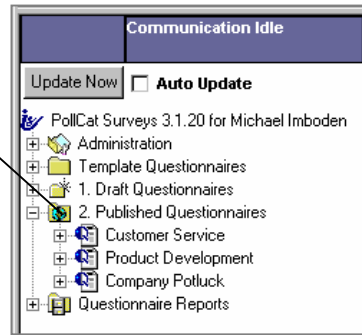 Communication Idle
Update Now Auto Update
PollCat Surveys 3.1.20 for Michael Imboden
Administration
Template Questionnaires
1. Draft Questionnaires
2. Published Questionnaires
Customer Service
Product Development
Company Potluck
Questionnaire Reports